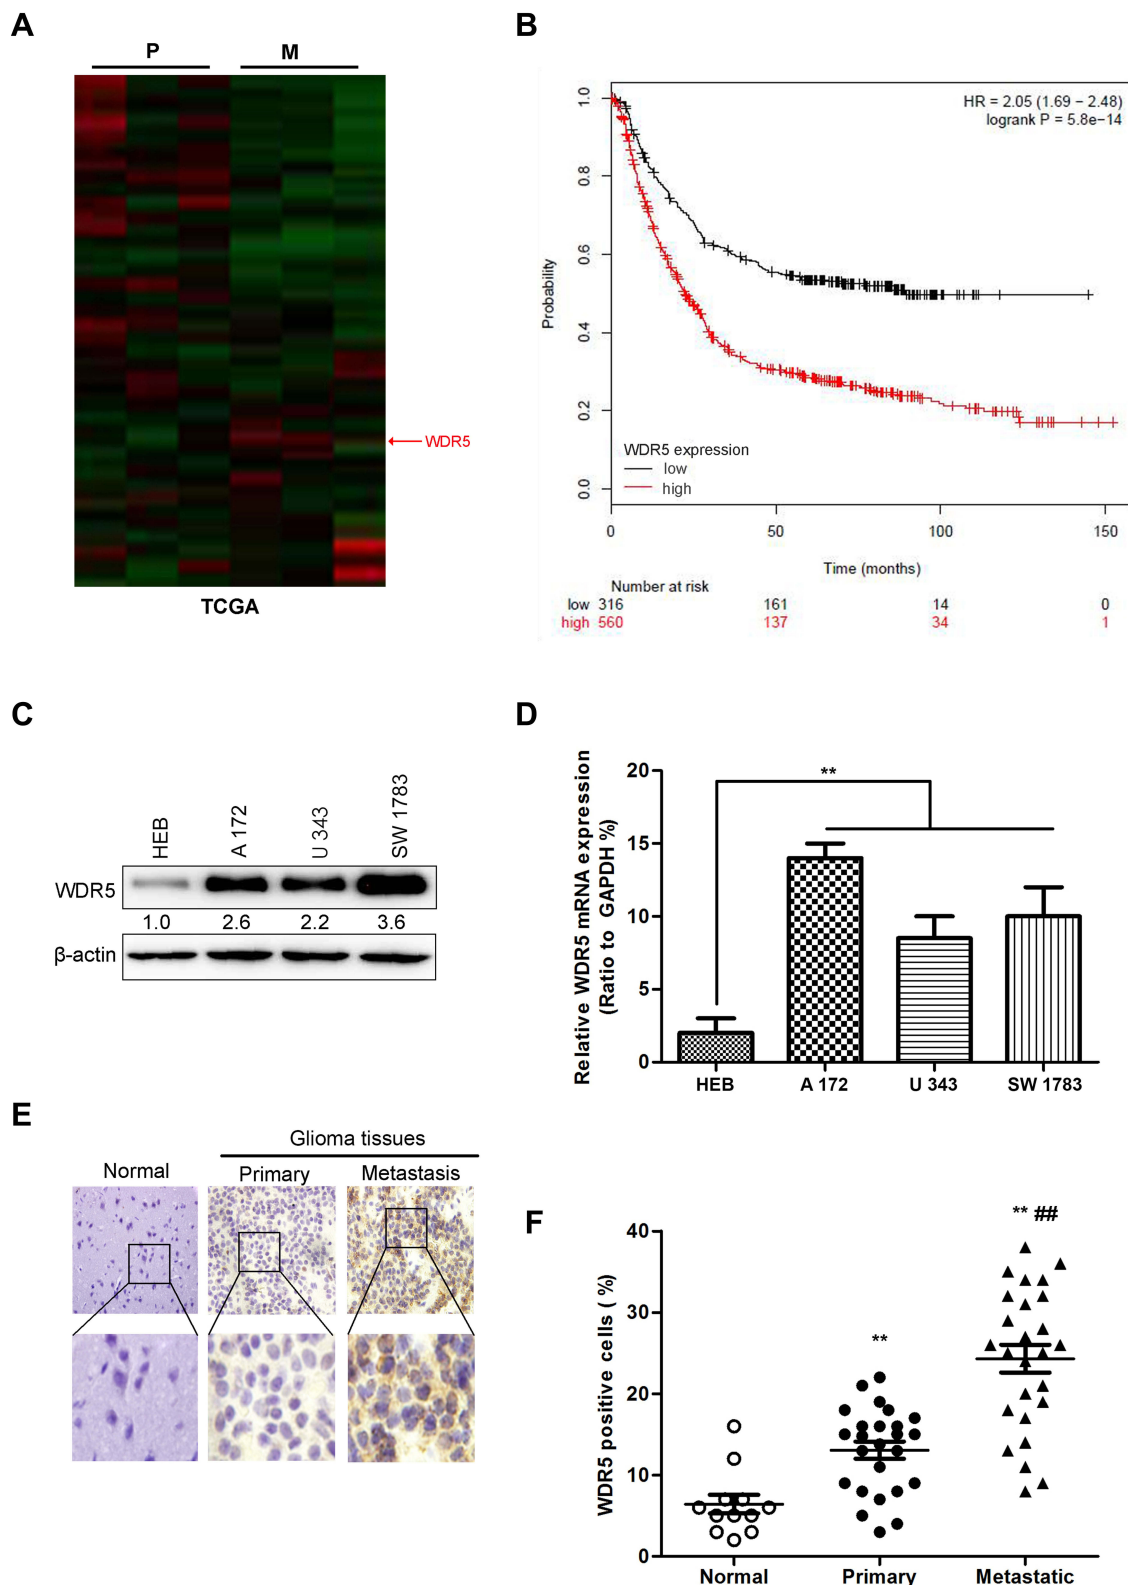 A
P M
WDR5
TCGA
B
HR = 2.05 (1.69 − 2.48)
logrank P = 5.8e−14
Probability
1.0
0.8
0.6
0.4
0.2
0.0
WDR5 expression
low
high
0 50 100 150
Time (months)
Number at risk
low 316 161 14 0
high 560 137 34 1
C
HEB A 172 U 343 SW 1783
WDR5
1.0 2.6 2.2 3.6
β-actin
D
Relative WDR5 mRNA expression
(Ratio to GAPDH %)
20
15
10
5
0
**
HEB A 172 U 343 SW 1783
E
Glioma tissues
Normal Primary Metastasis
F
WDR5 positive cells ( %)
40
30
20
10
0
**
** ##
Normal Primary Metastatic